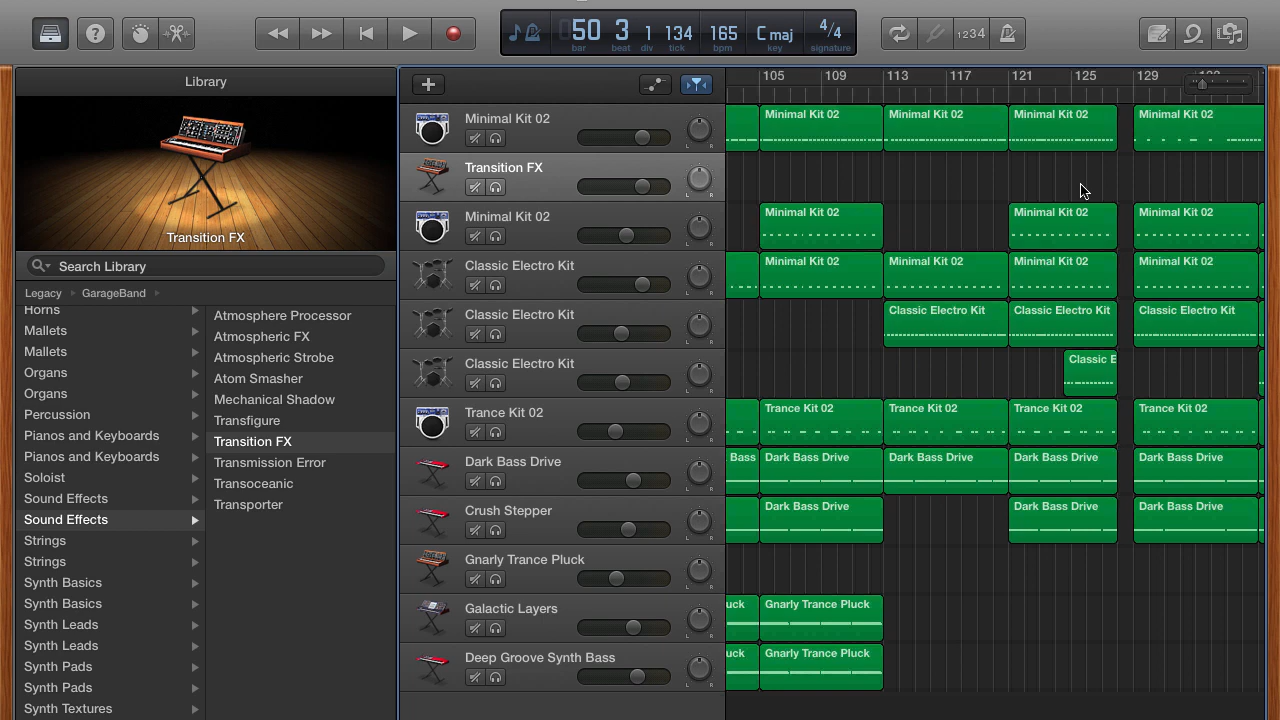 50 3 1 134 165 C maj 4/4
bar beat div tick bpm key signature
1234
Library
Transition FX
Search Library
Legacy GarageBand
Horns
Mallets
Mallets
Organs
Organs
Percussion
Pianos and Keyboards
Pianos and Keyboards
Soloist
Sound Effects
Sound Effects
Strings
Strings
Synth Basics
Synth Basics
Synth Leads
Synth Leads
Synth Pads
Synth Pads
Synth Textures
Atmosphere Processor
Atmospheric FX
Atmospheric Strobe
Atom Smasher
Mechanical Shadow
Transfigure
Transition FX
Transmission Error
Transoceanic
Transporter
105 109 113 117 121 125 129
Minimal Kit 02
L R
Minimal Kit 02 Minimal Kit 02 Minimal Kit 02 Minimal Kit 02
Transition FX
L R
Minimal Kit 02
L R
Minimal Kit 02 Minimal Kit 02 Minimal Kit 02
Classic Electro Kit
L R
Minimal Kit 02 Minimal Kit 02 Minimal Kit 02 Minimal Kit 02
Classic Electro Kit
L R
Classic Electro Kit Classic Electro Kit Classic Electro Kit
Classic Electro Kit
L R
Classic E
Trance Kit 02
L R
Trance Kit 02 Trance Kit 02 Trance Kit 02 Trance Kit 02
Dark Bass Drive
L R
Bass Dark Bass Drive Dark Bass Drive Dark Bass Drive Dark Bass Drive
Crush Stepper
L R
Dark Bass Drive Dark Bass Drive Dark Bass Drive
Gnarly Trance Pluck
L R
Galactic Layers
L R
uck Gnarly Trance Pluck
Deep Groove Synth Bass
L R
uck Gnarly Trance Pluck